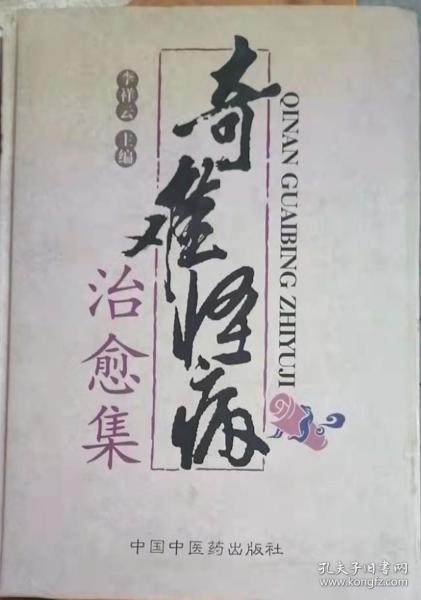 李祥云 主编
奇难怪病
治愈集
QINAN GUAIBING ZHIYUJI
中国中医药出版社
孔夫子旧书网
www.kongfz.com